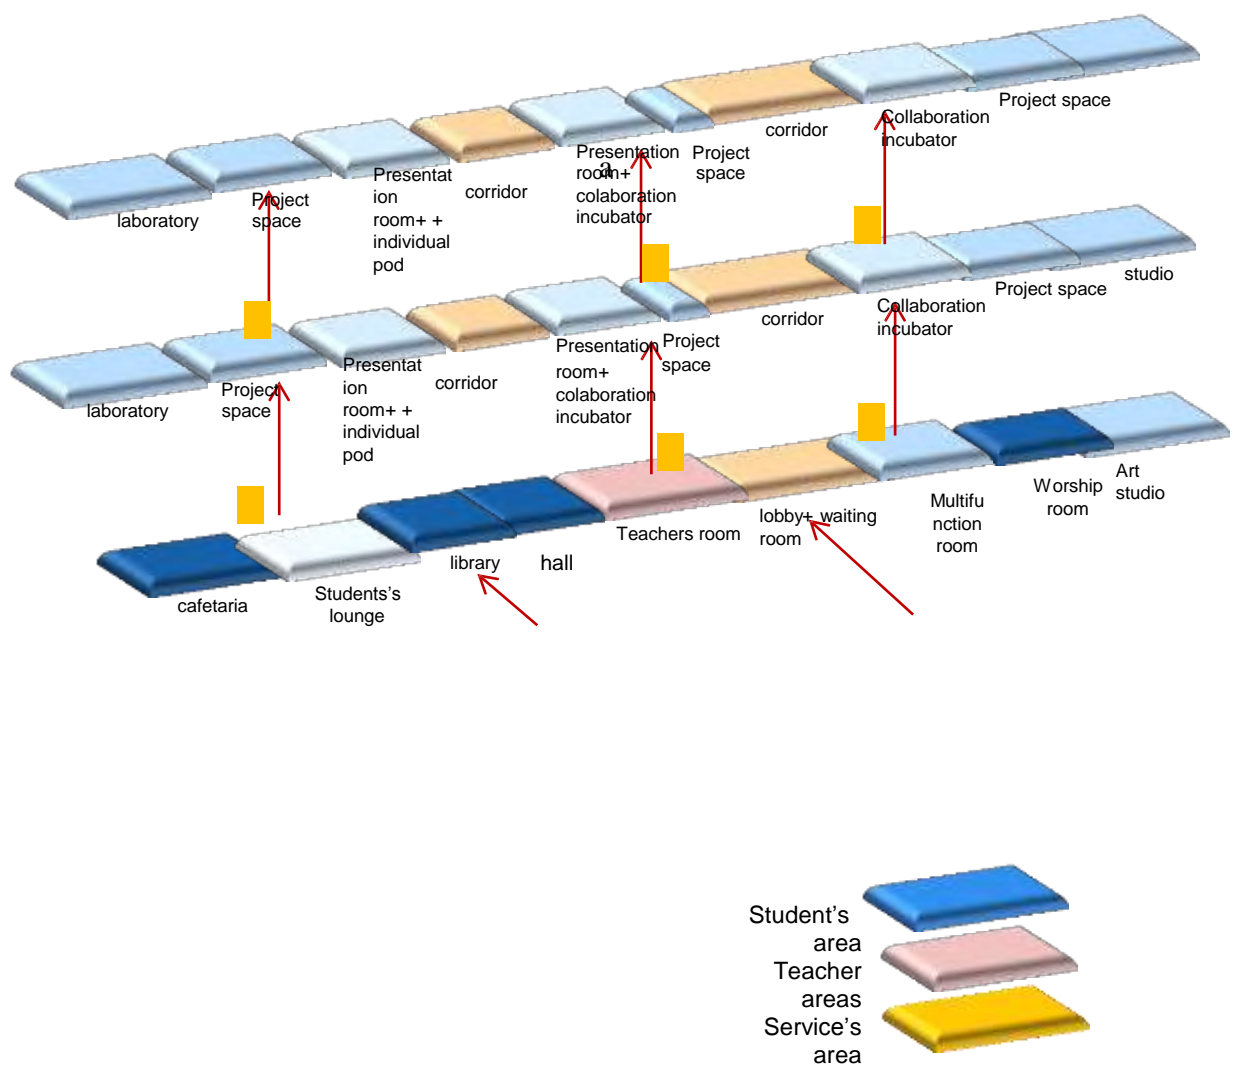 Project space
corridor
Collaboration
incubator
Presentation
room+
colaboration
incubator
a
Project
space
Presentat
ion
room+ +
individual
pod
corridor
Project
space
laboratory
studio
Project space
Collaboration
incubator
corridor
Project
space
Presentation
room+
colaboration
incubator
corridor
Presentat
ion
room+ +
individual
pod
Project
space
laboratory
Art
studio
Worship
room
Multifu
nction
room
lobby+ waiting
room
Teachers room
hall
library
Students's
lounge
cafetaria
Student's
area
Teacher
areas
Service's
area